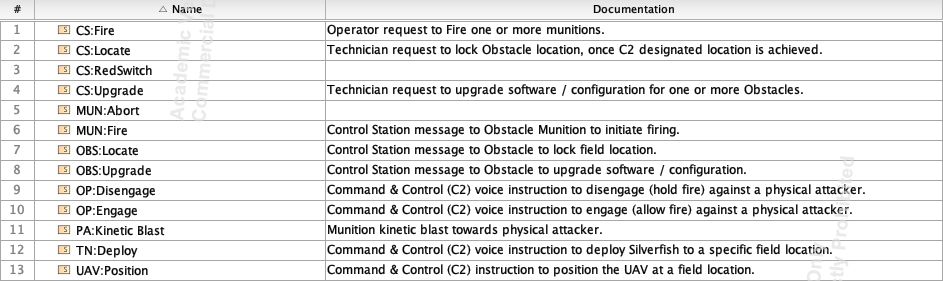 # Name Documentation
1 CS:Fire Operator request to Fire one or more munitions.
2 CS:Locate Technician request to lock Obstacle location, once C2 designated location is achieved.
3 CS:RedSwitch
4 CS:Upgrade Technician request to upgrade software / configuration for one or more Obstacles.
5 MUN:Abort
6 MUN:Fire Control Station message to Obstacle Munition to initiate firing.
7 OBS:Locate Control Station message to Obstacle to lock field location.
8 OBS:Upgrade Control Station message to Obstacle to upgrade software / configuration.
9 OP:Disengage Command & Control (C2) voice instruction to disengage (hold fire) against a physical attacker.
10 OP:Engage Command & Control (C2) voice instruction to engage (allow fire) against a physical attacker.
11 PA:Kinetic Blast Munition kinetic blast towards physical attacker.
12 TN:Deploy Command & Control (C2) voice instruction to deploy Silverfish to a specific field location.
13 UAV:Position Command & Control (C2) instruction to position the UAV at a field location.
Academic
Commercial